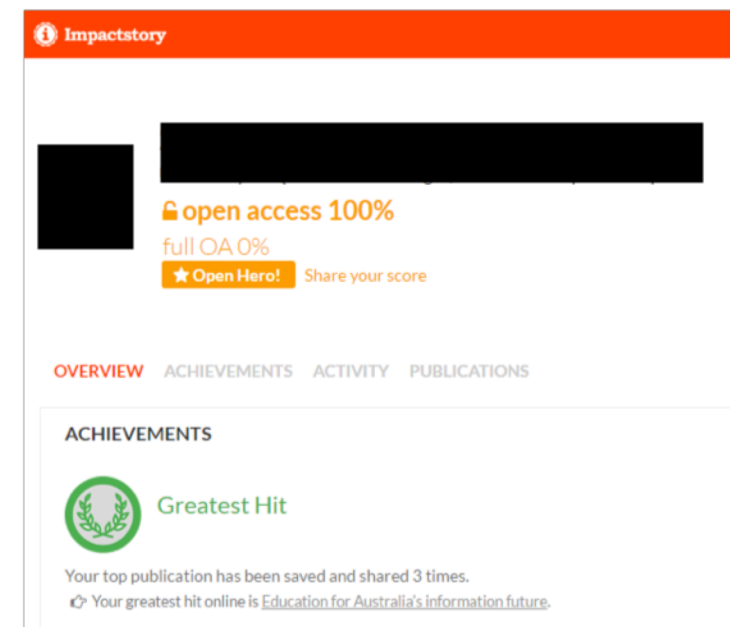 Impactstory
open access 100%
full OA 0%
Open Hero! Share your score
OVERVIEW ACHIEVEMENTS ACTIVITY PUBLICATIONS
ACHIEVEMENTS
Greatest Hit
Your top publication has been saved and shared 3 times.
Your greatest hit online is Education for Australia's information future.